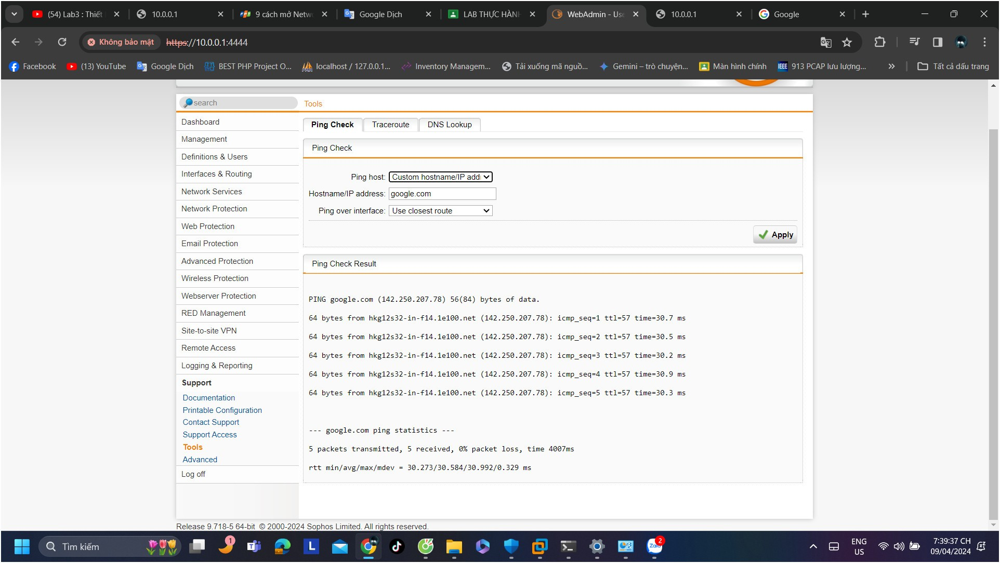 (54) Lab3 : Thiết
10.0.0.1
9 cách mở Netw
Google Dịch
LAB THỰC HÀNH
WebAdmin - Use
10.0.0.1
Google
Không bảo mật
https://10.0.0.1:4444
Facebook
(13) YouTube
Google Dịch
BEST PHP Project O...
localhost / 127.0.0.1...
Inventory Managem...
Tải xuống mã nguồ...
Gemini – trò chuyện...
Màn hình chính
IEEE
913 PCAP lưu lượng...
»
Tất cả dấu trang
search
Tools
Dashboard
Management
Definitions & Users
Interfaces & Routing
Network Services
Network Protection
Web Protection
Email Protection
Advanced Protection
Wireless Protection
Webserver Protection
RED Management
Site-to-site VPN
Remote Access
Logging & Reporting
Support
Documentation
Printable Configuration
Contact Support
Support Access
Tools
Advanced
Log off
Ping Check
Traceroute
DNS Lookup
Ping Check
Ping host: Custom hostname/IP add
Hostname/IP address: google.com
Ping over interface: Use closest route
Apply
Ping Check Result
PING google.com (142.250.207.78) 56(84) bytes of data.
64 bytes from hkg12s32-in-f14.1e100.net (142.250.207.78): icmp_seq=1 ttl=57 time=30.7 ms
64 bytes from hkg12s32-in-f14.1e100.net (142.250.207.78): icmp_seq=2 ttl=57 time=30.5 ms
64 bytes from hkg12s32-in-f14.1e100.net (142.250.207.78): icmp_seq=3 ttl=57 time=30.2 ms
64 bytes from hkg12s32-in-f14.1e100.net (142.250.207.78): icmp_seq=4 ttl=57 time=30.9 ms
64 bytes from hkg12s32-in-f14.1e100.net (142.250.207.78): icmp_seq=5 ttl=57 time=30.3 ms
--- google.com ping statistics ---
5 packets transmitted, 5 received, 0% packet loss, time 4007ms
rtt min/avg/max/mdev = 30.273/30.584/30.992/0.329 ms
Release 9.718-5 64-bit © 2000-2024 Sophos Limited. All rights reserved.
Tìm kiếm
1
L
Zalo
2
ENG
US
7:39:37 CH
09/04/2024